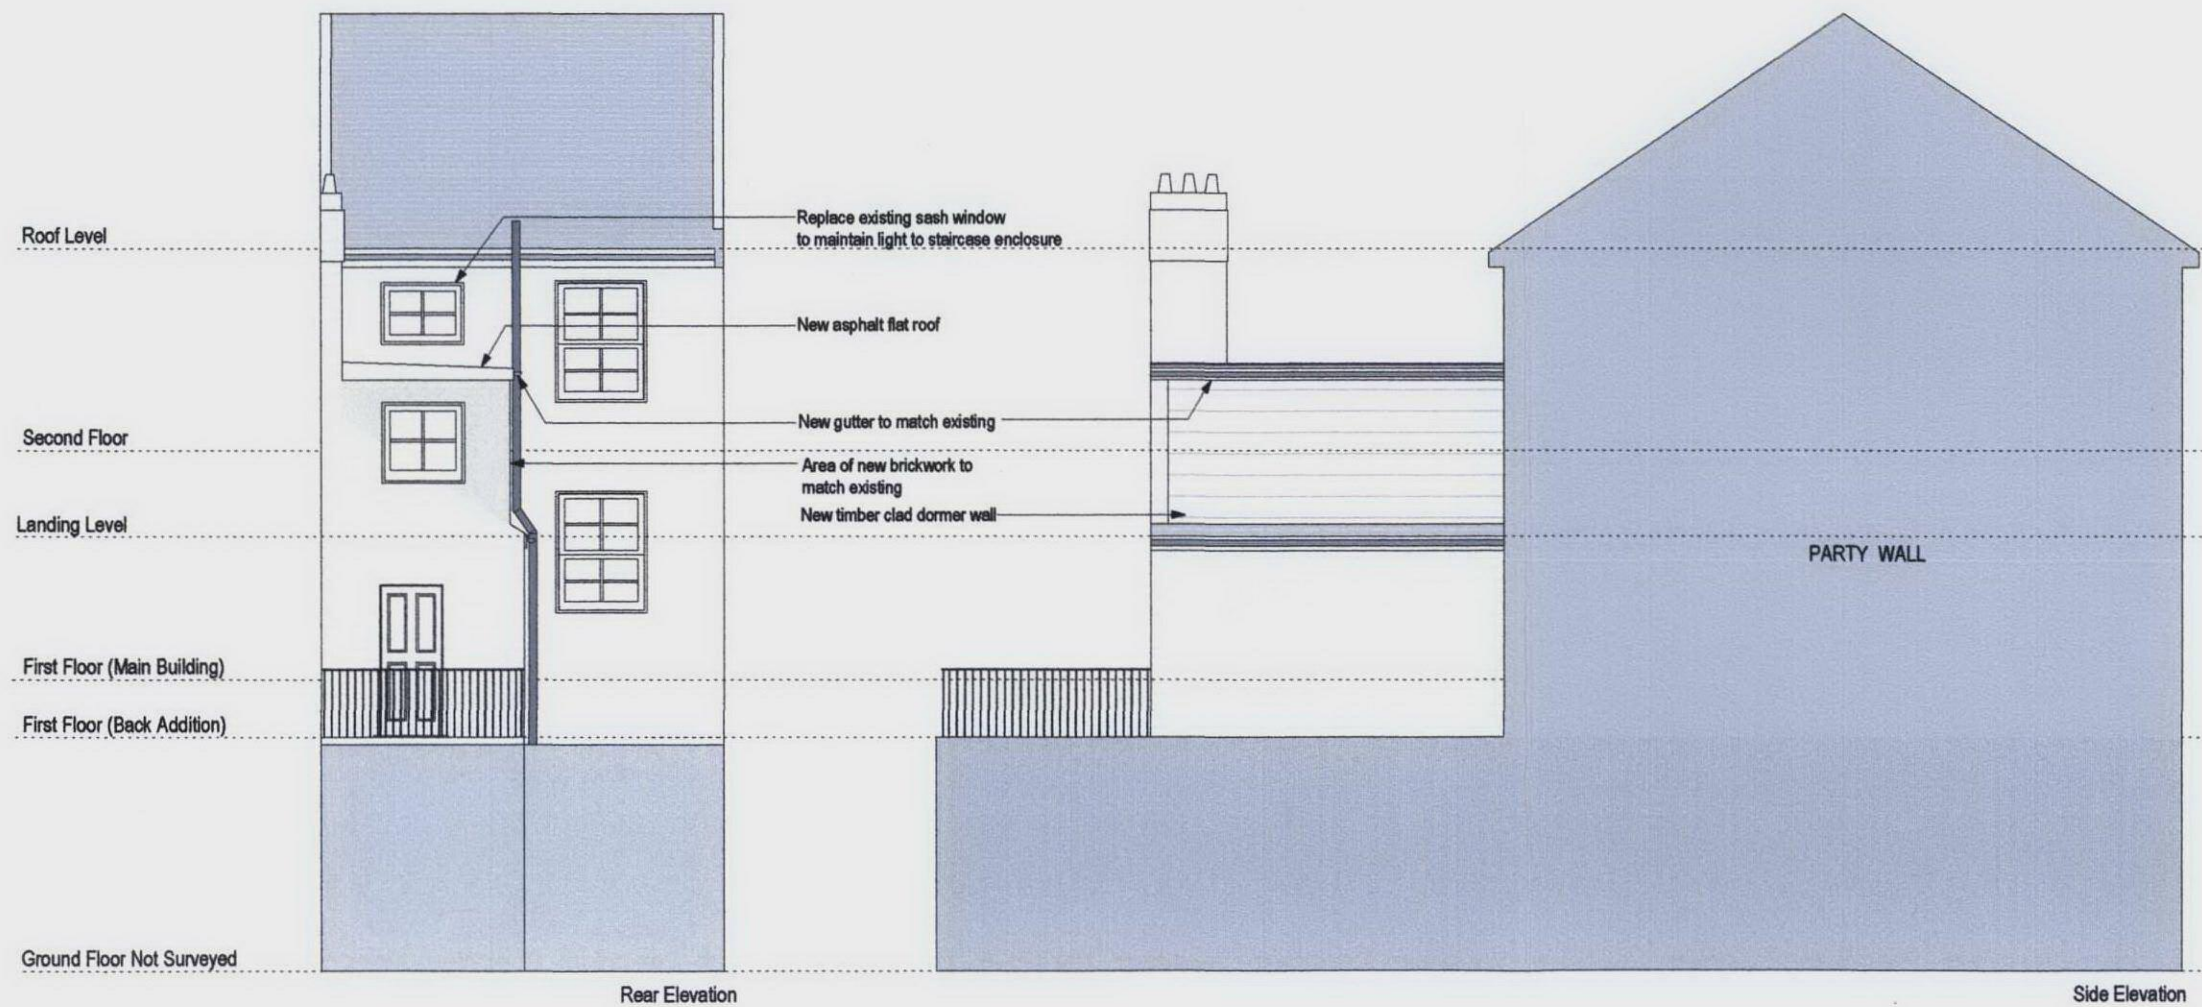 Roof Level
Replace existing sash window
to maintain light to staircase enclosure
New asphalt flat roof
New gutter to match existing
Second Floor
Area of new brickwork to
match existing
New timber clad dormer wall
Landing Level
PARTY WALL
First Floor (Main Building)
First Floor (Back Addition)
Ground Floor Not Surveyed
Rear Elevation
Side Elevation